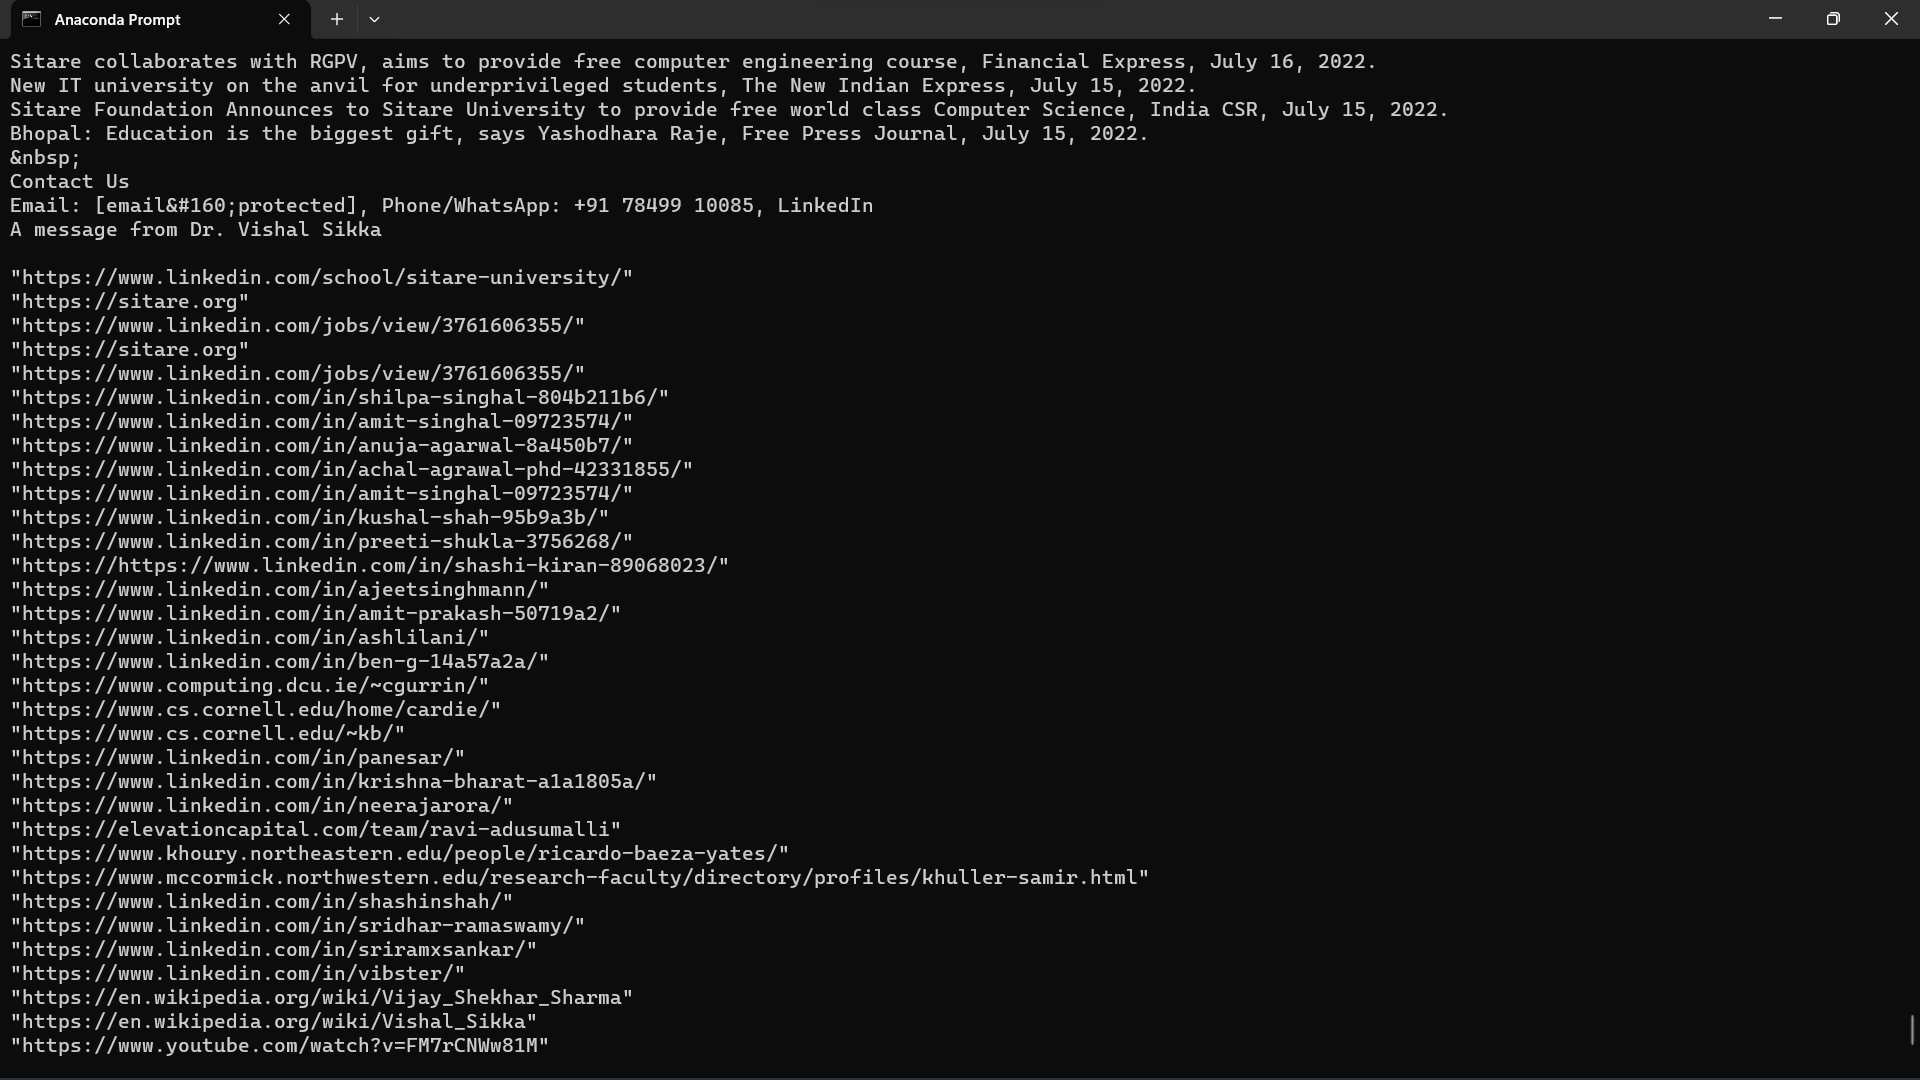 Anaconda Prompt
Sitare collaborates with RGPV, aims to provide free computer engineering course, Financial Express, July 16, 2022.
New IT university on the anvil for underprivileged students, The New Indian Express, July 15, 2022.
Sitare Foundation Announces to Sitare University to provide free world class Computer Science, India CSR, July 15, 2022.
Bhopal: Education is the biggest gift, says Yashodhara Raje, Free Press Journal, July 15, 2022.
&nbsp;
Contact Us
Email: [email&#160;protected], Phone/WhatsApp: +91 78499 10085, LinkedIn
A message from Dr. Vishal Sikka
"https://www.linkedin.com/school/sitare-university/"
"https://sitare.org"
"https://www.linkedin.com/jobs/view/3761606355/"
"https://sitare.org"
"https://www.linkedin.com/jobs/view/3761606355/"
"https://www.linkedin.com/in/shilpa-singhal-804b211b6/"
"https://www.linkedin.com/in/amit-singhal-09723574/"
"https://www.linkedin.com/in/anuja-agarwal-8a450b7/"
"https://www.linkedin.com/in/achal-agrawal-phd-42331855/"
"https://www.linkedin.com/in/amit-singhal-09723574/"
"https://www.linkedin.com/in/kushal-shah-95b9a3b/"
"https://www.linkedin.com/in/preeti-shukla-3756268/"
"https://https://www.linkedin.com/in/shashi-kiran-89068023/"
"https://www.linkedin.com/in/ajeetsinghmann/"
"https://www.linkedin.com/in/amit-prakash-50719a2/"
"https://www.linkedin.com/in/ashlilani/"
"https://www.linkedin.com/in/ben-g-14a57a2a/"
"https://www.computing.dcu.ie/~cgurrin/"
"https://www.cs.cornell.edu/home/cardie/"
"https://www.cs.cornell.edu/~kb/"
"https://www.linkedin.com/in/panesar/"
"https://www.linkedin.com/in/krishna-bharat-a1a1805a/"
"https://www.linkedin.com/in/neerajarora/"
"https://elevationcapital.com/team/ravi-adusumalli"
"https://www.khoury.northeastern.edu/people/ricardo-baeza-yates/"
"https://www.mccormick.northwestern.edu/research-faculty/directory/profiles/khuller-samir.html"
"https://www.linkedin.com/in/shashinshah/"
"https://www.linkedin.com/in/sridhar-ramaswamy/"
"https://www.linkedin.com/in/sriramxsankar/"
"https://www.linkedin.com/in/vibster/"
"https://en.wikipedia.org/wiki/Vijay_Shekhar_Sharma"
"https://en.wikipedia.org/wiki/Vishal_Sikka"
"https://www.youtube.com/watch?v=FM7rCNWw81M"